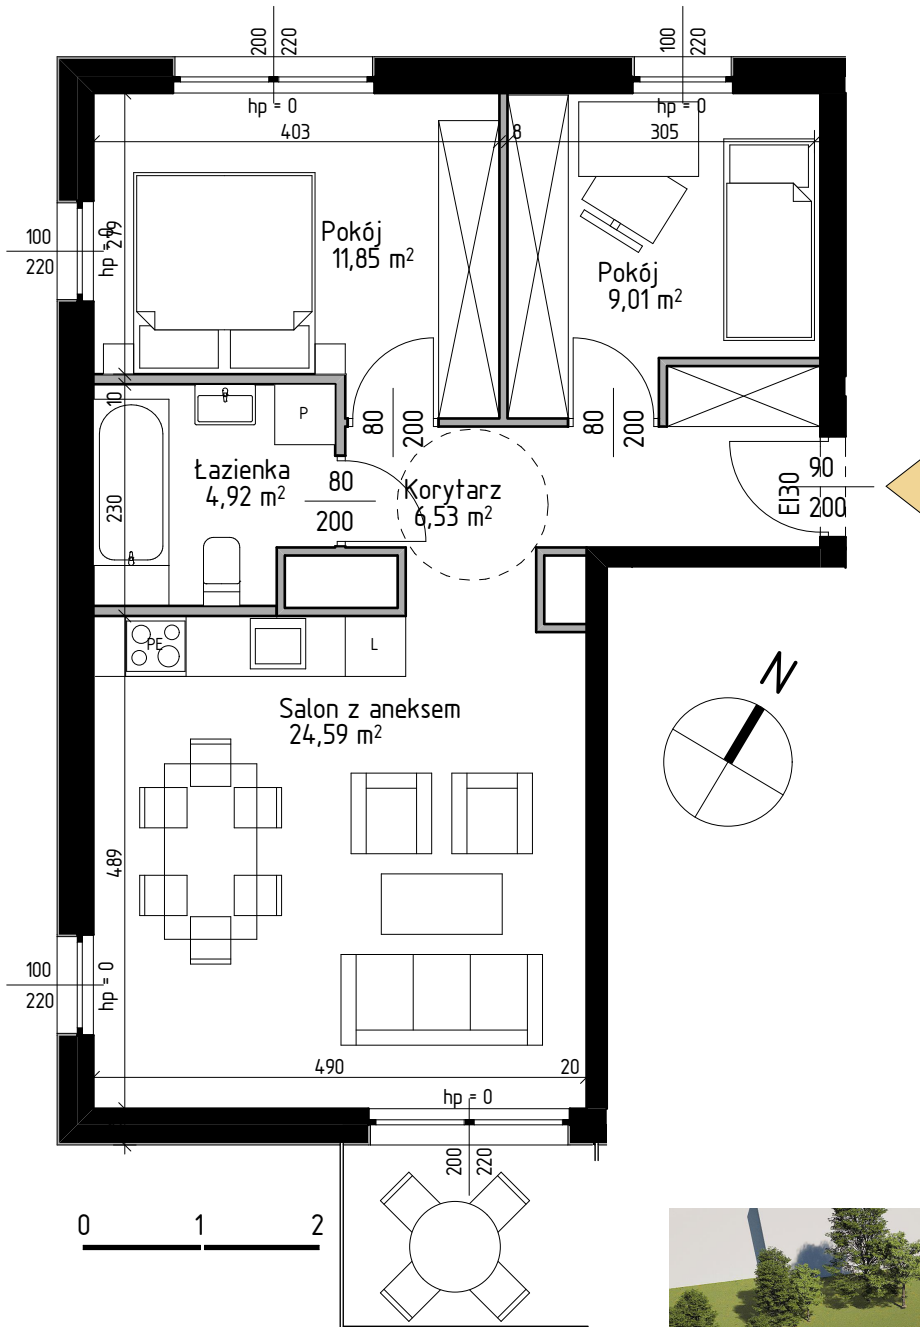 200
220
100
220
hp = 0
hp = 0
403
8
305
100
220
hp = 0
279
Pokój
11,85 m²
Pokój
9,01 m²
10
P
80
200
80
200
Łazienka
4,92 m²
80
200
Korytarz
6,53 m²
EI30
90
200
230
PE
L
N
Salon z aneksem
24,59 m²
489
100
220
hp = 0
490
20
hp = 0
200
220
0 1 2